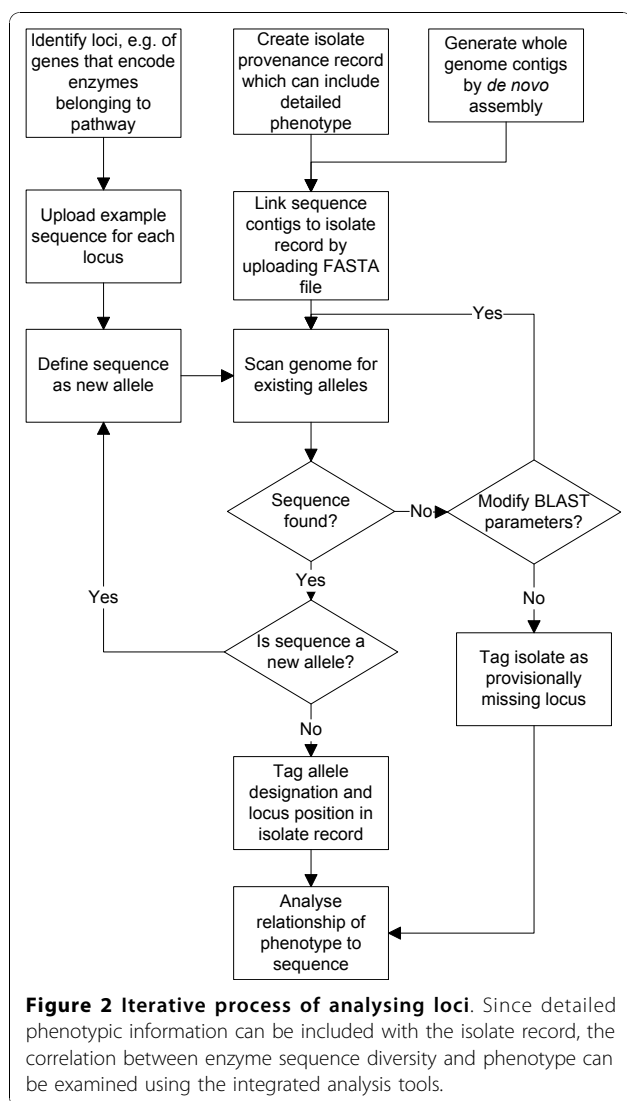 Identify loci, e.g. of
genes that encode
enzymes
belonging to
pathway
Create isolate
provenance record
which can include
detailed
phenotype
Generate whole
genome contigs
by de novo
assembly
Upload example
sequence for each
locus
Link sequence
contigs to isolate
record by
uploading FASTA
file
Yes
Define sequence
as new allele
Scan genome for
existing alleles
Sequence
found?
No
Modify BLAST
parameters?
Yes
Yes
No
Is sequence a
new allele?
Tag isolate as
provisionally
missing locus
No
Tag allele
designation and
locus position in
isolate record
Analyse
relationship of
phenotype to
sequence
Figure 2 Iterative process of analysing loci. Since detailed
phenotypic information can be included with the isolate record, the
correlation between enzyme sequence diversity and phenotype can
be examined using the integrated analysis tools.